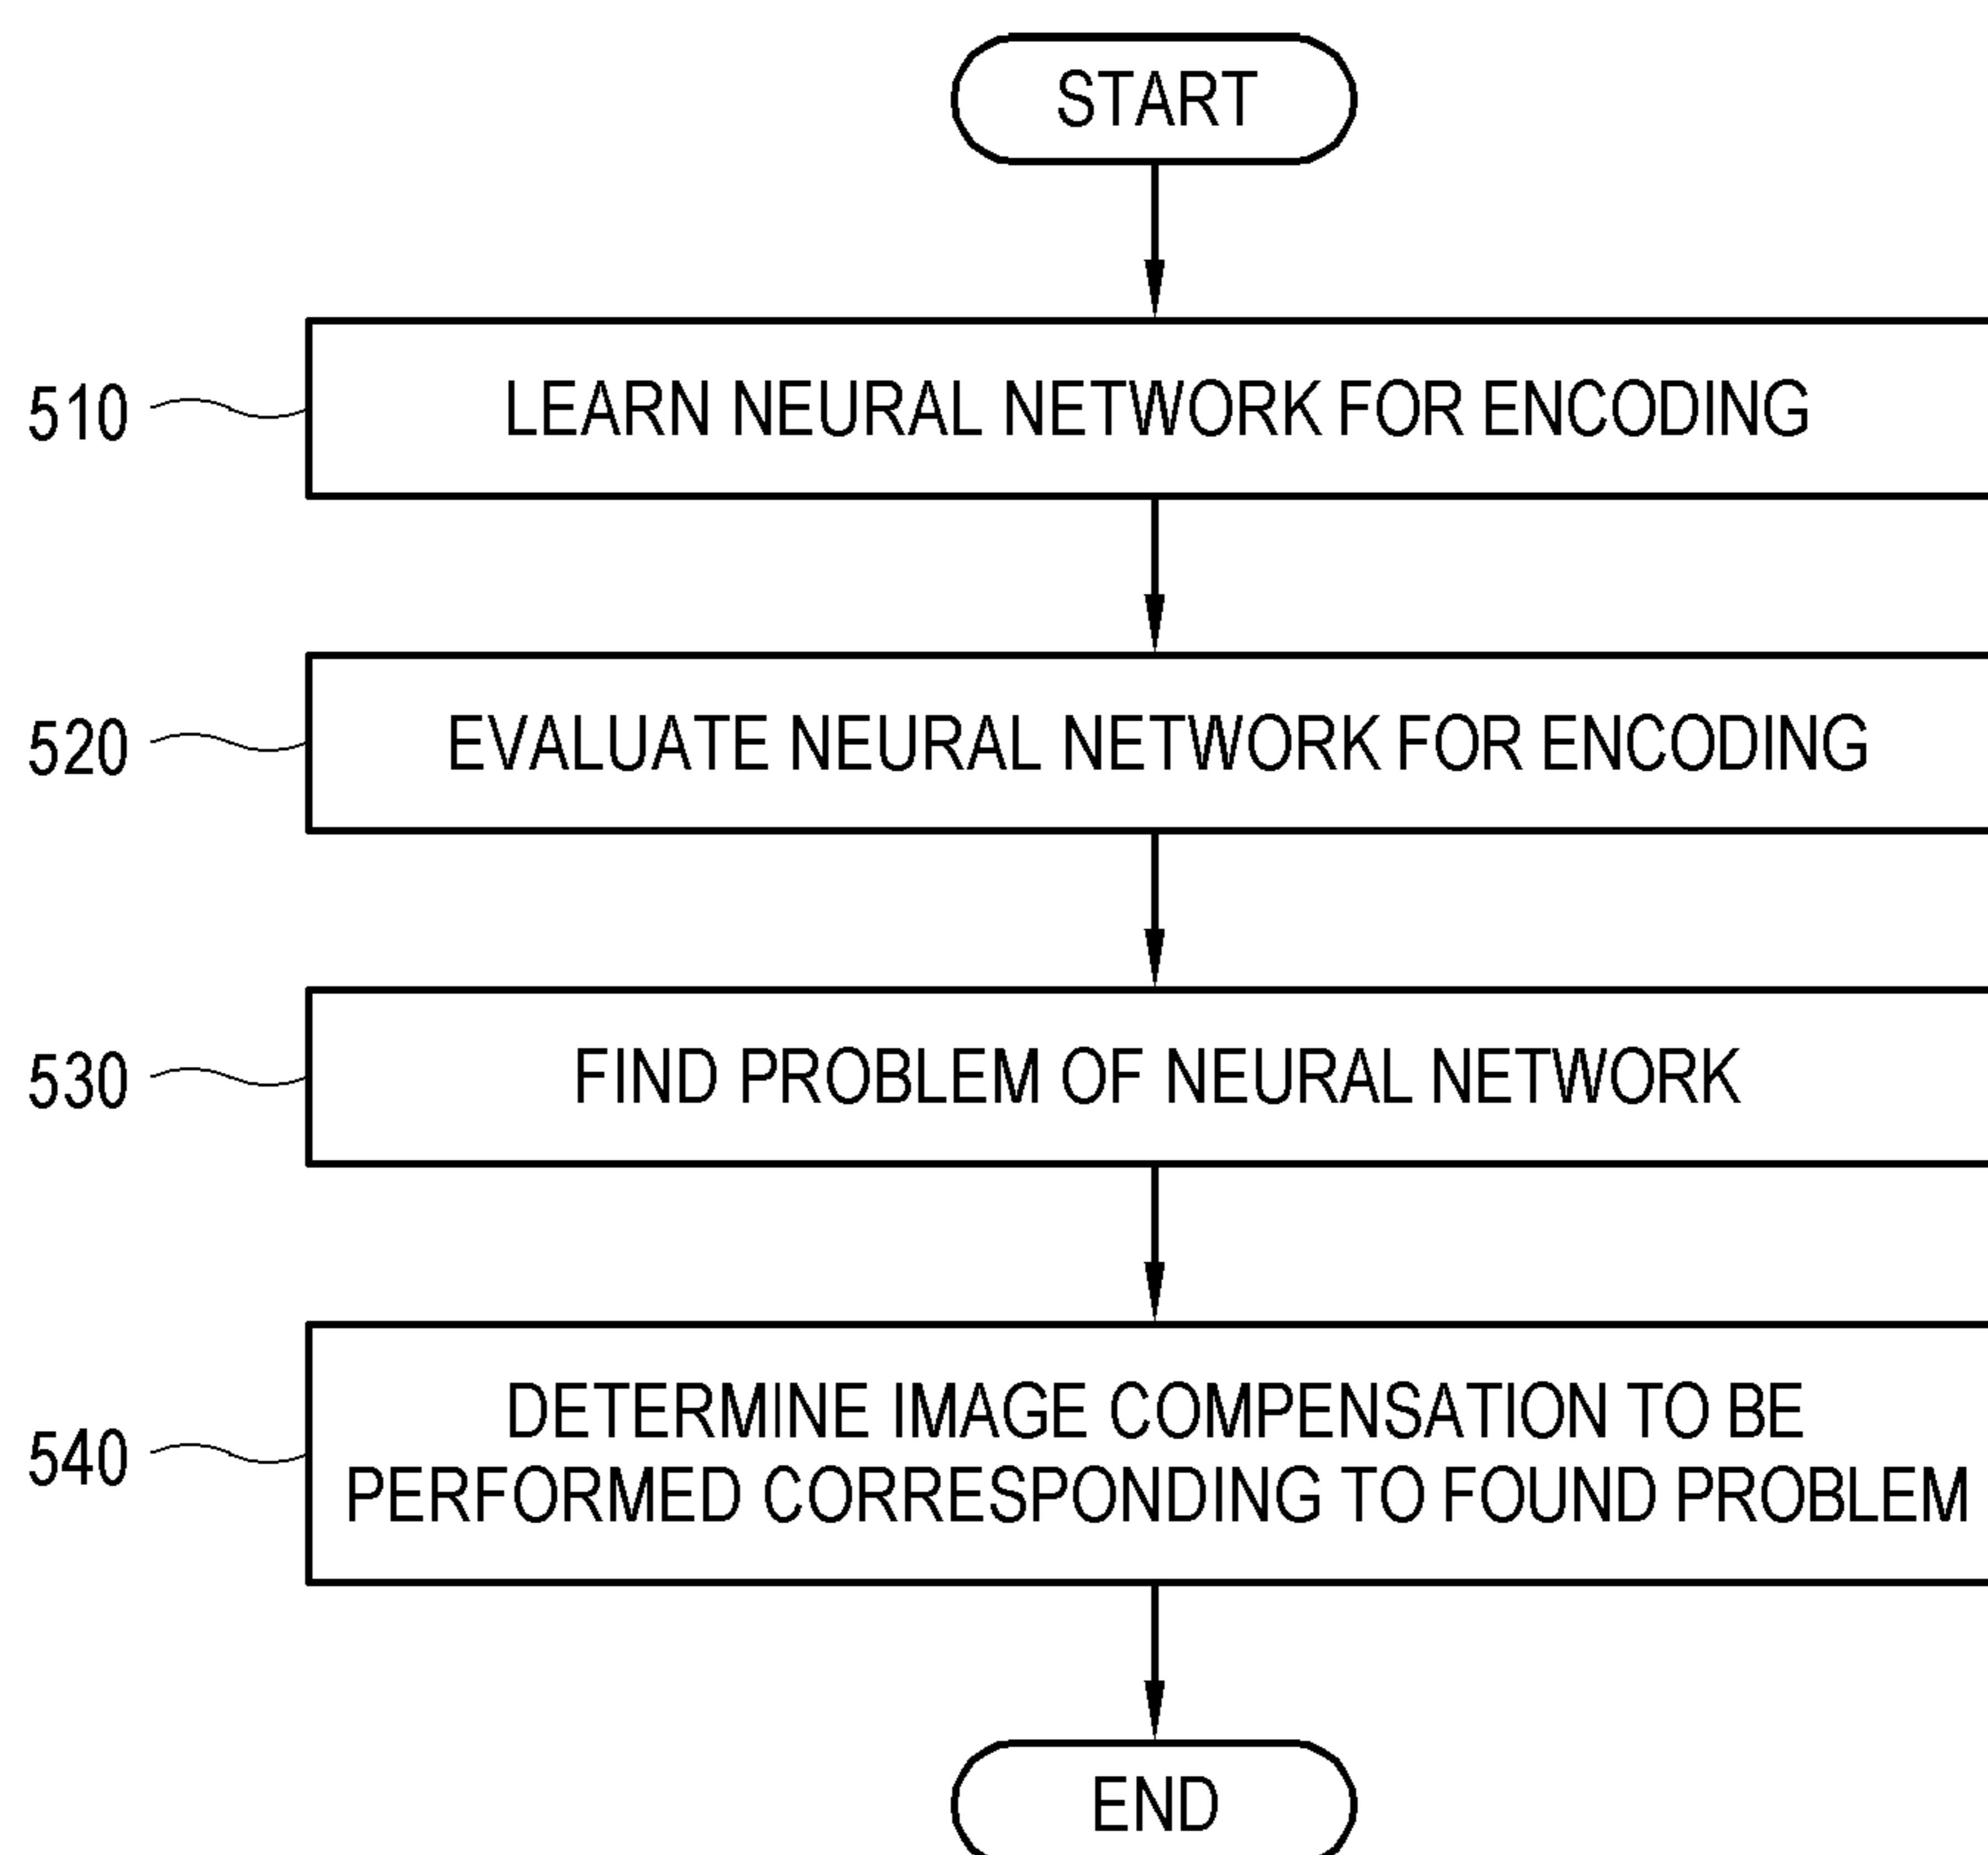 START
510
LEARN NEURAL NETWORK FOR ENCODING
520
EVALUATE NEURAL NETWORK FOR ENCODING
530
FIND PROBLEM OF NEURAL NETWORK
540
DETERMINE IMAGE COMPENSATION TO BE
PERFORMED CORRESPONDING TO FOUND PROBLEM
END